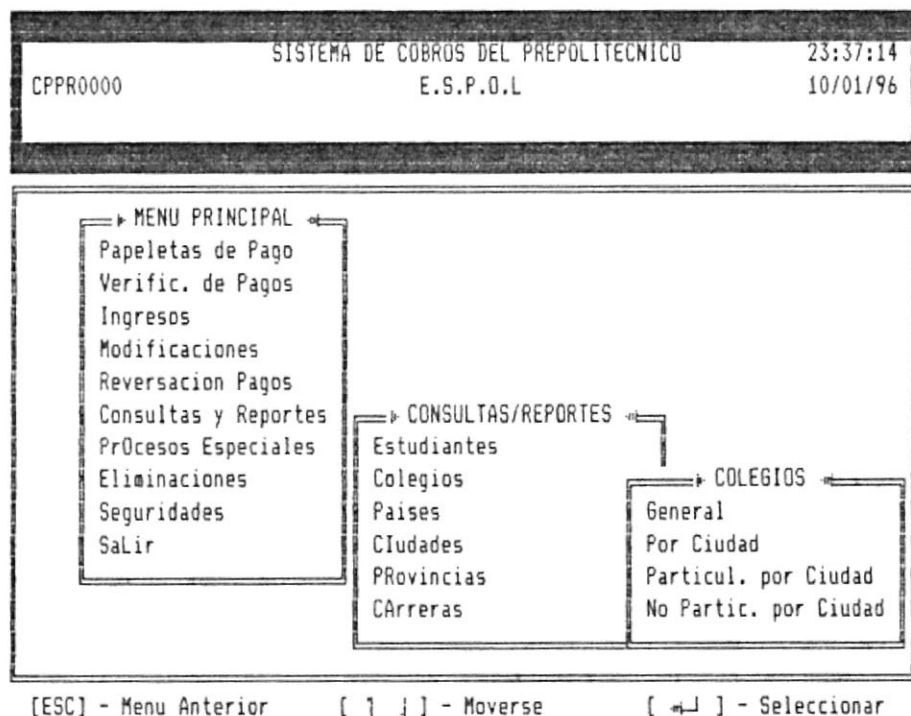 SISTEMA DE COBROS DEL PREPOLITECNICO 23:37:14
CPPR0000 E.S.P.O.L 10/01/96
MENU PRINCIPAL
Papeletas de Pago
Verific. de Pagos
Ingresos
Modificaciones
Reversacion Pagos
Consultas y Reportes
PrOcesos Especiales
Eliminaciones
Seguridades
SaLir
CONSULTAS/REPORTES
Estudiantes
Colegios
Paises
CIudades
PRovincias
CArreras
COLEGIOS
General
Por Ciudad
Particul. por Ciudad
No Partic. por Ciudad
[ESC] - Menu Anterior [ ] - Moverse [ ↵ ] - Seleccionar